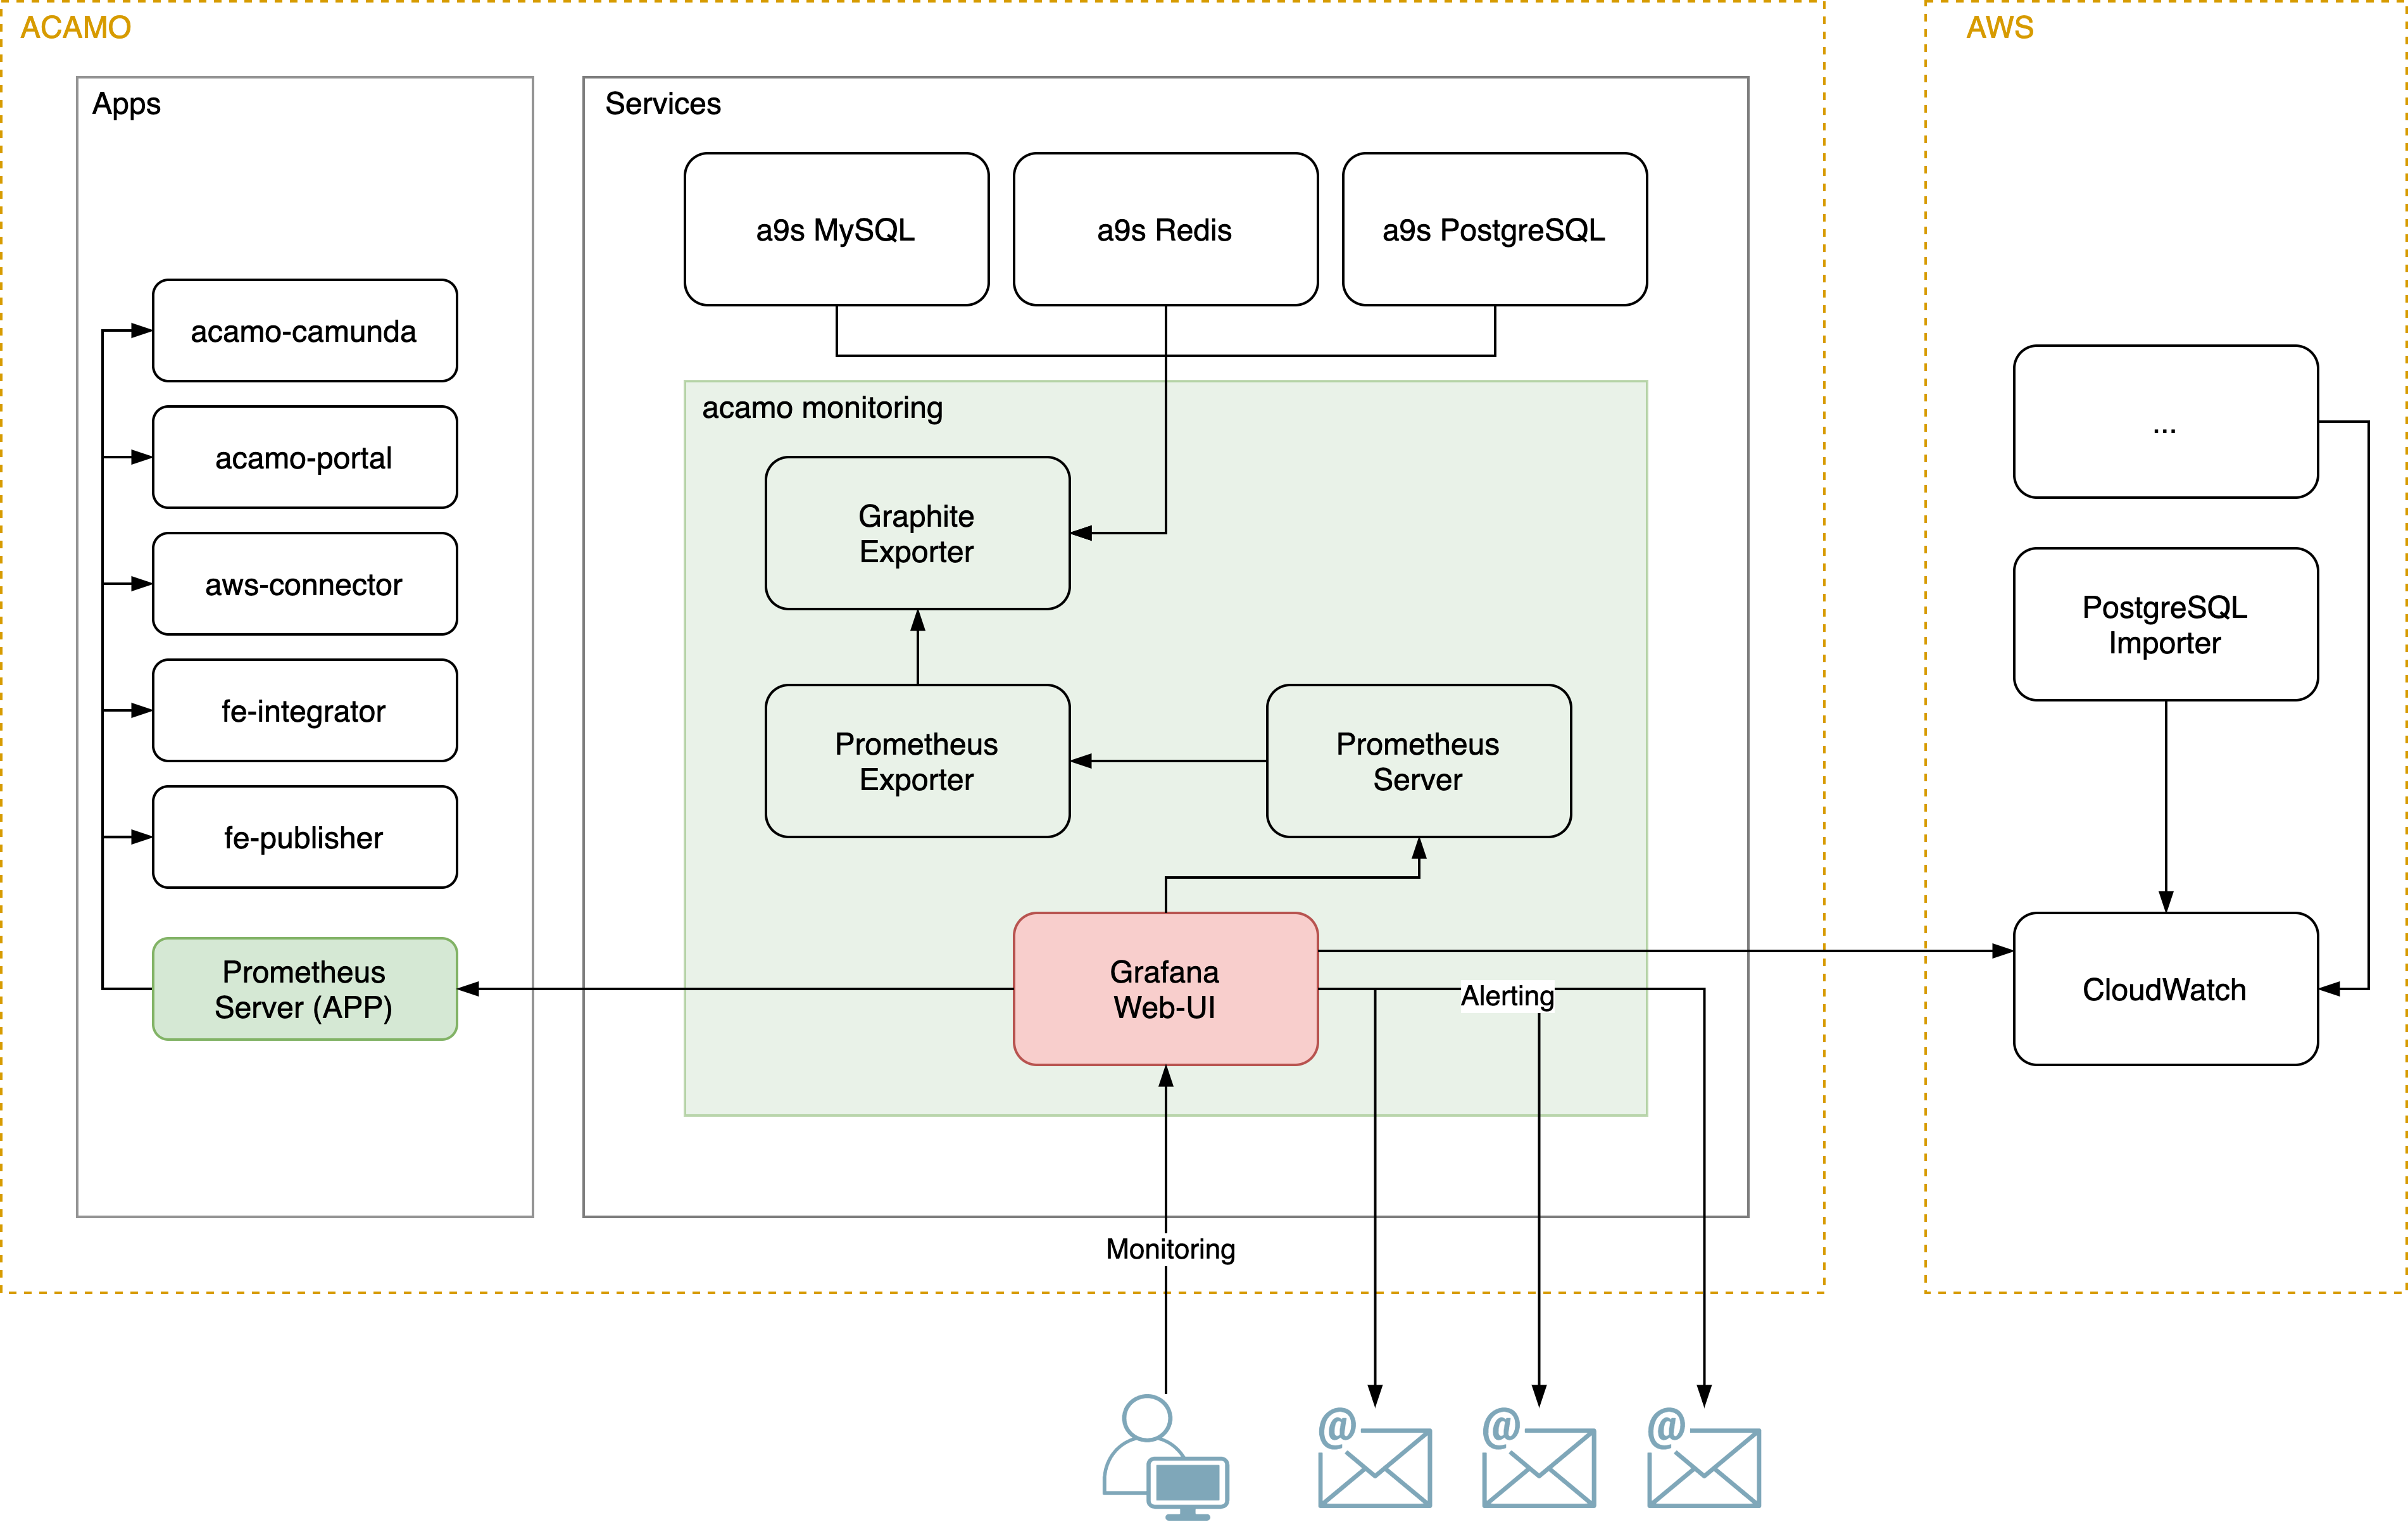 ACAMO
Apps
acamo-camunda
acamo-portal
aws-connector
fe-integrator
fe-publisher
Prometheus
Server (APP)
Services
a9s MySQL
a9s Redis
a9s PostgreSQL
acamo monitoring
Graphite
Exporter
Prometheus
Exporter
Prometheus
Server
Grafana
Web-UI
Alerting
Monitoring
@
@
@
AWS
...
PostgreSQL
Importer
CloudWatch